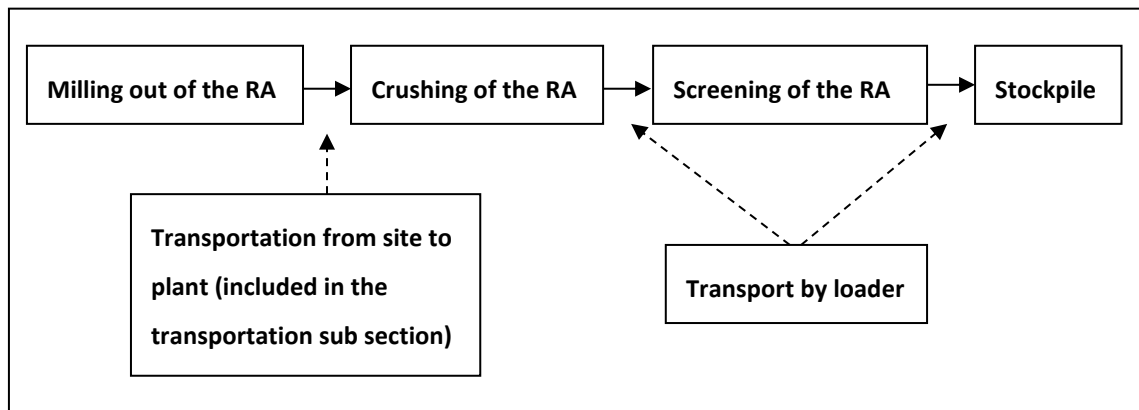 Milling out of the RA
Crushing of the RA
Screening of the RA
Stockpile
Transportation from site to
plant (included in the
transportation sub section)
Transport by loader